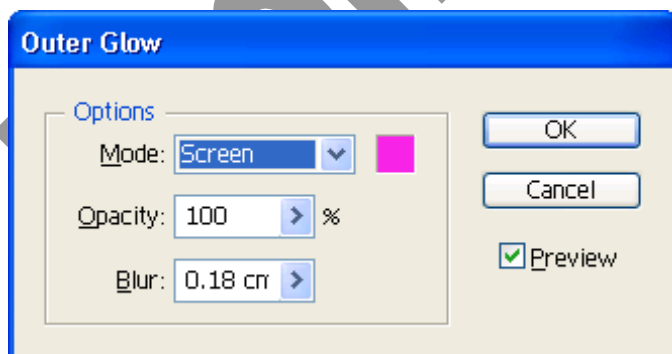 Outer Glow
Options
Mode: Screen
OK
Opacity: 100 %
Cancel
Blur: 0.18 cm
Preview